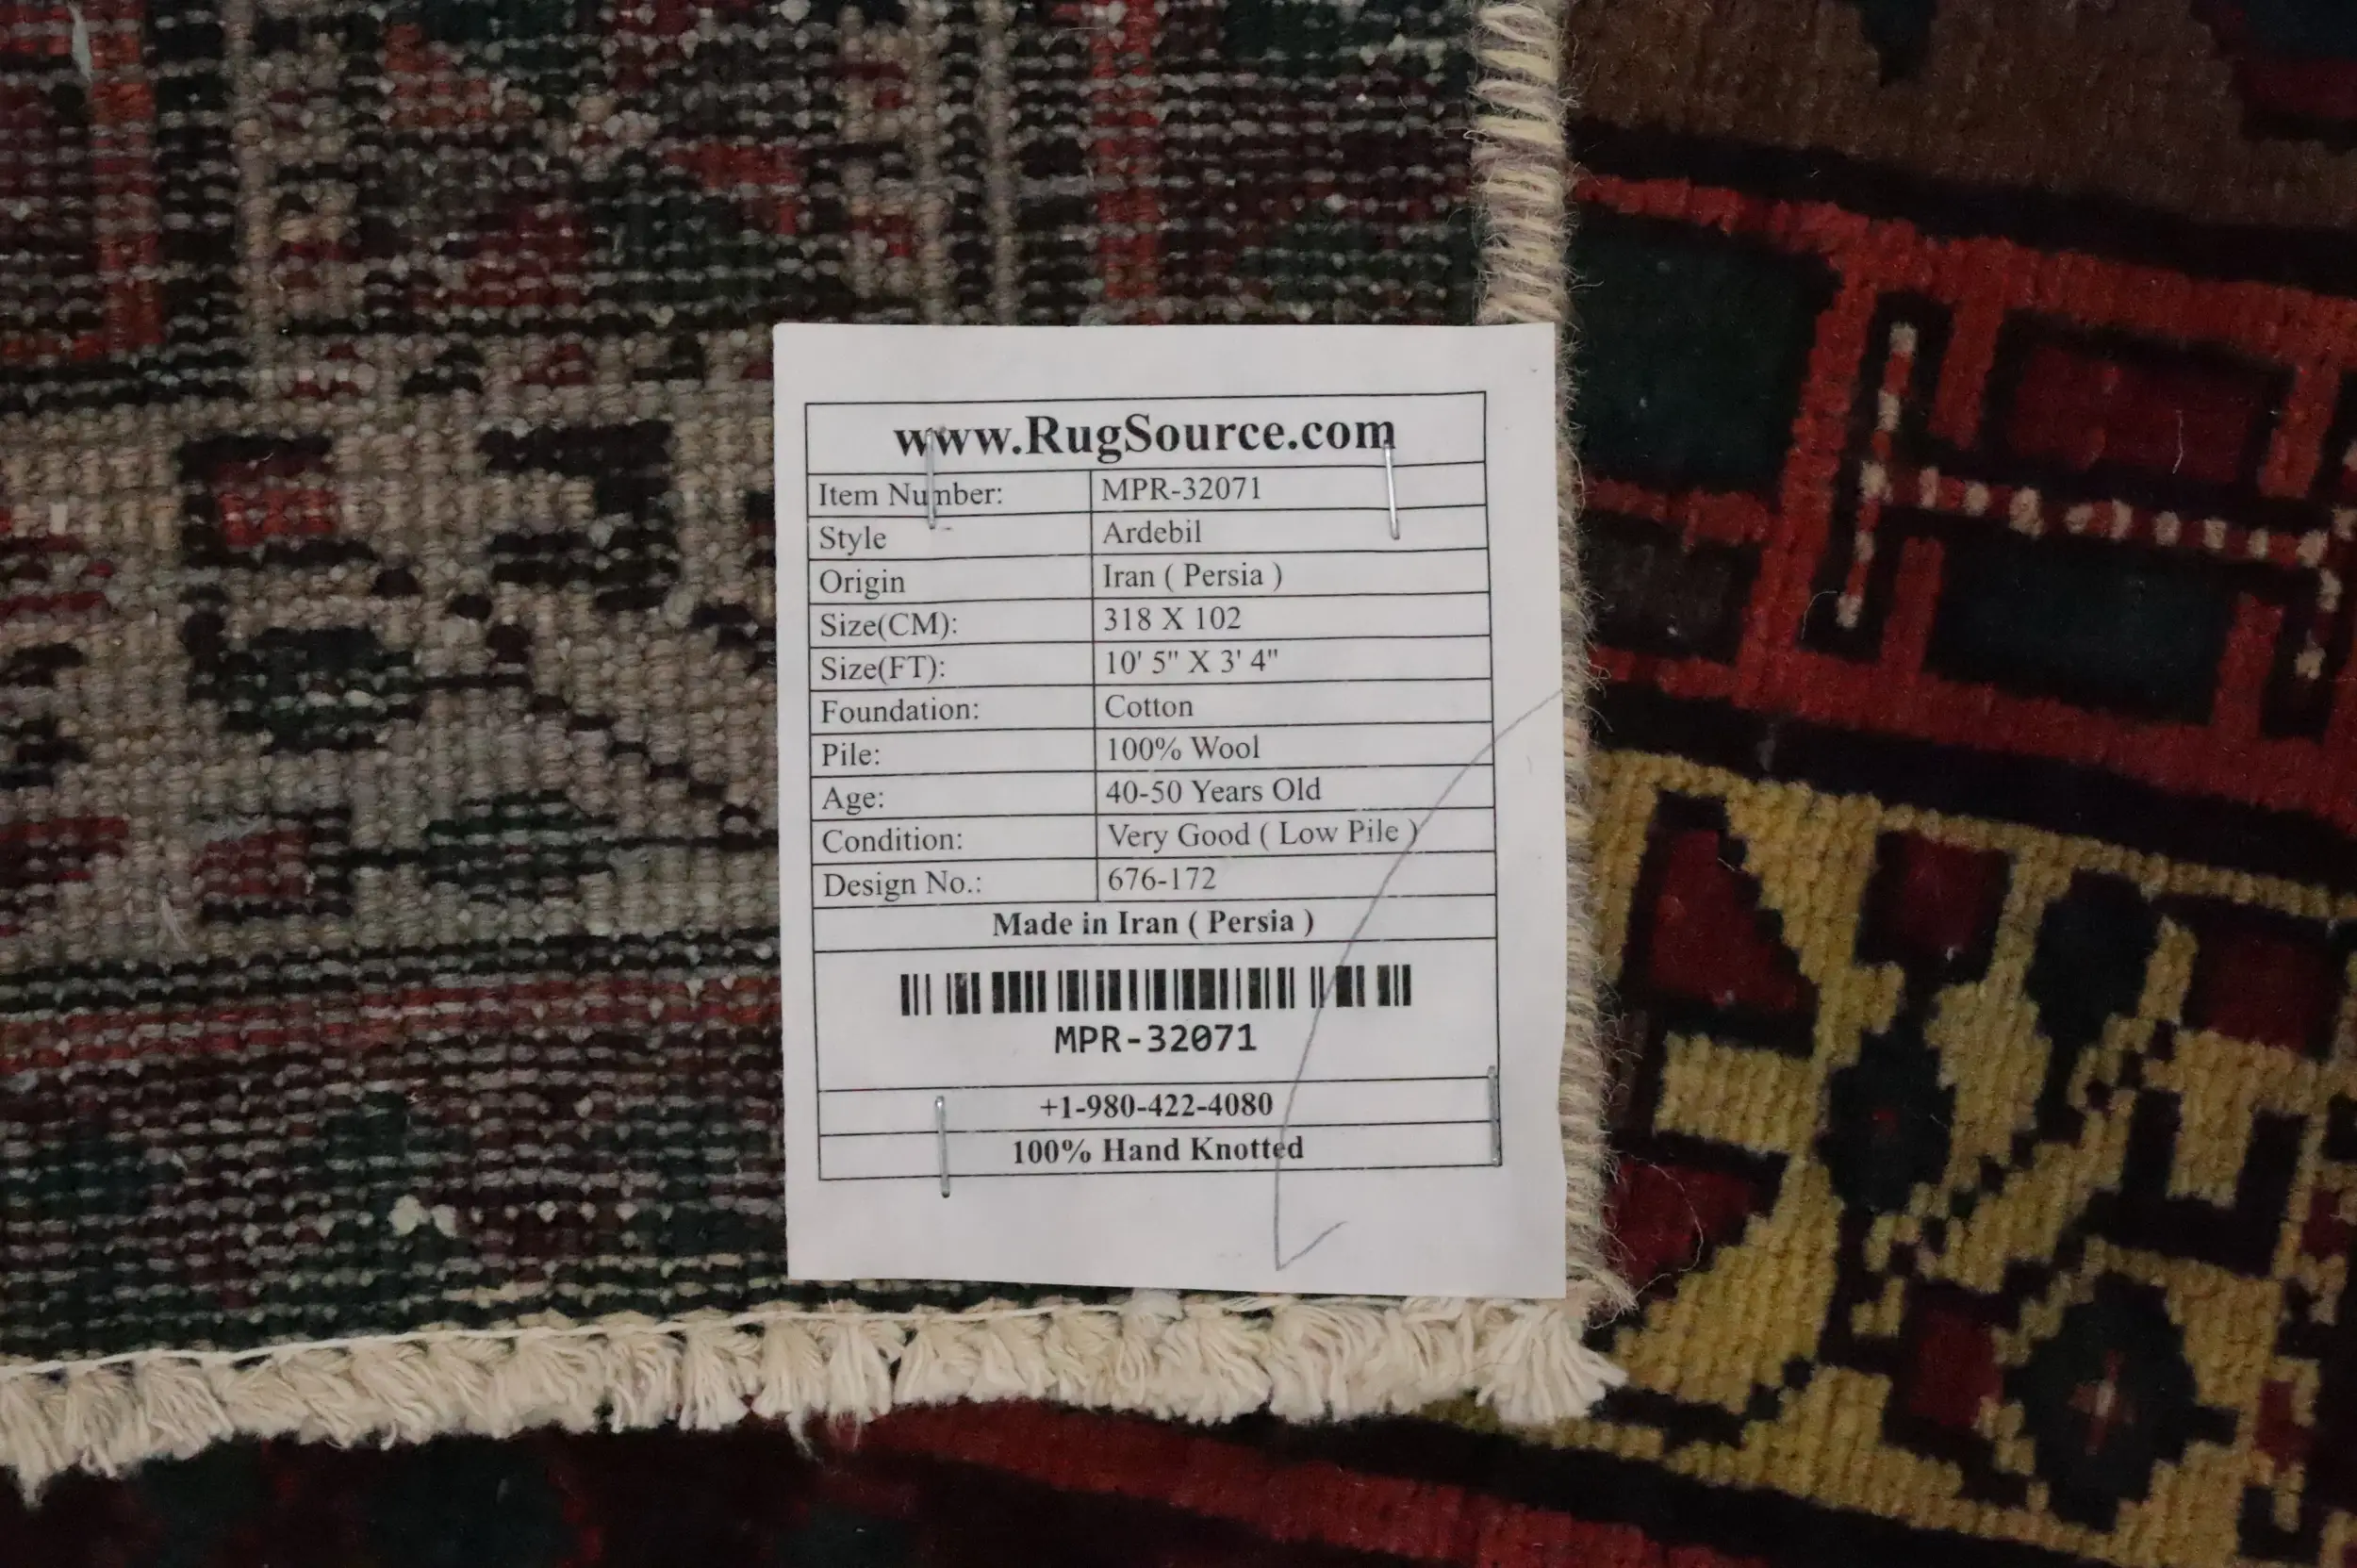 www.RugSource.com
Item Number: MPR-32071
Style Ardebil
Origin Iran ( Persia )
Size(CM): 318 X 102
Size(FT): 10' 5" X 3' 4"
Foundation: Cotton
Pile: 100% Wool
Age: 40-50 Years Old
Condition: Very Good ( Low Pile )
Design No.: 676-172
Made in Iran ( Persia )
MPR-32071
+1-980-422-4080
100% Hand Knotted